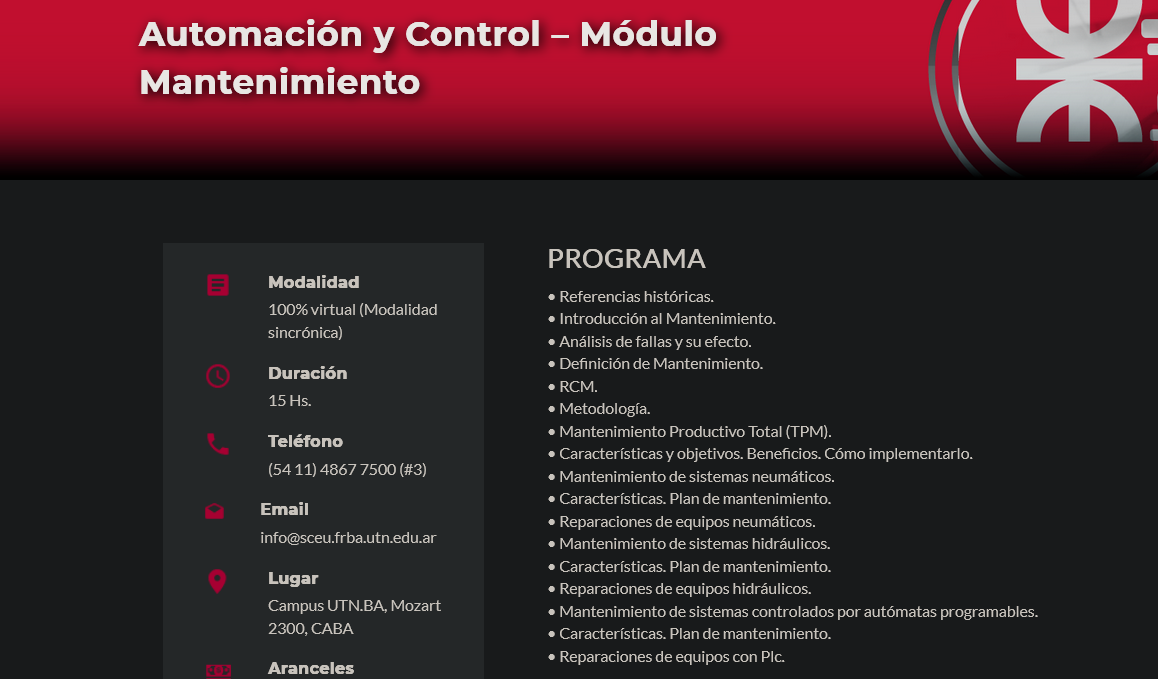 Automación y Control – Módulo
Mantenimiento
Modalidad
100% virtual (Modalidad
sincrónica)
Duración
15 Hs.
Teléfono
(54 11) 4867 7500 (#3)
Email
info@sceu.frba.utn.edu.ar
Lugar
Campus UTN.BA, Mozart
2300, CABA
Aranceles
PROGRAMA
• Referencias históricas.
• Introducción al Mantenimiento.
• Análisis de fallas y su efecto.
• Definición de Mantenimiento.
• RCM.
• Metodología.
• Mantenimiento Productivo Total (TPM).
• Características y objetivos. Beneficios. Cómo implementarlo.
• Mantenimiento de sistemas neumáticos.
• Características. Plan de mantenimiento.
• Reparaciones de equipos neumáticos.
• Mantenimiento de sistemas hidráulicos.
• Características. Plan de mantenimiento.
• Reparaciones de equipos hidráulicos.
• Mantenimiento de sistemas controlados por autómatas programables.
• Características. Plan de mantenimiento.
• Reparaciones de equipos con Plc.